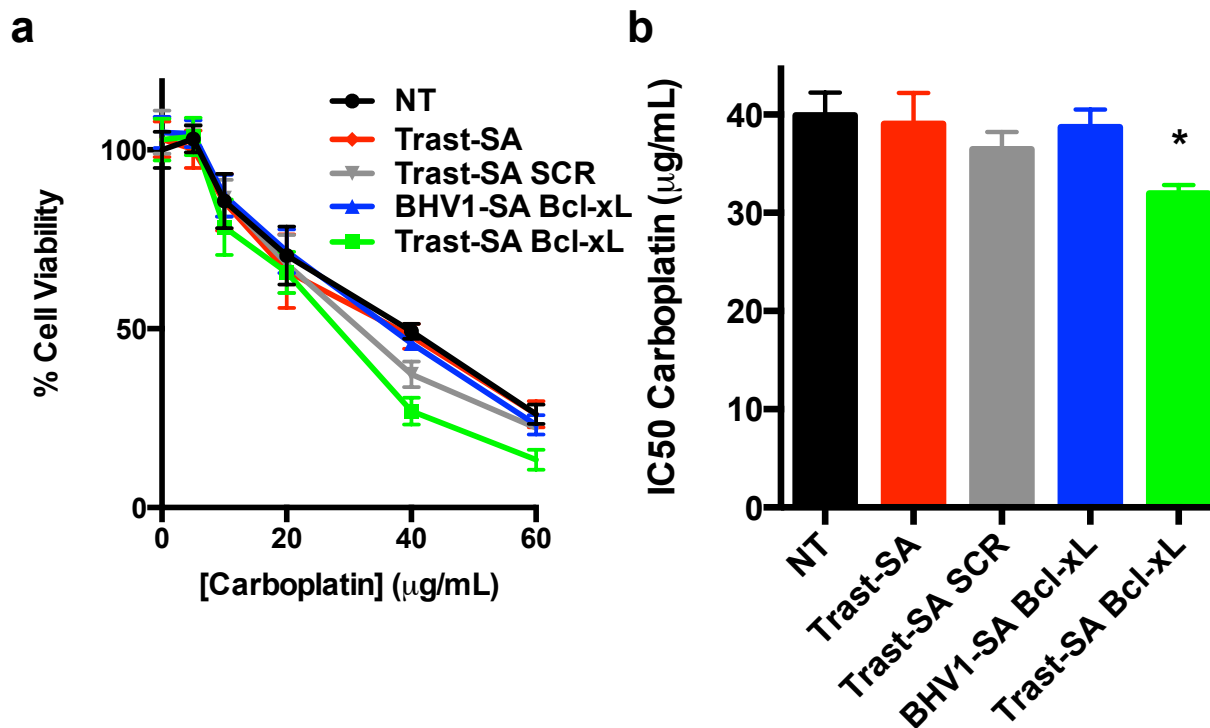 a
% Cell Viability
100
50
0
0
20
40
60
[Carboplatin] (μg/mL)
NT
Trast-SA
Trast-SA SCR
BHV1-SA Bcl-xL
Trast-SA Bcl-xL
b
IC50 Carboplatin (μg/mL)
40
30
20
10
0
*
NT
Trast-SA
Trast-SA SCR
BHV1-SA Bcl-xL
Trast-SA Bcl-xL